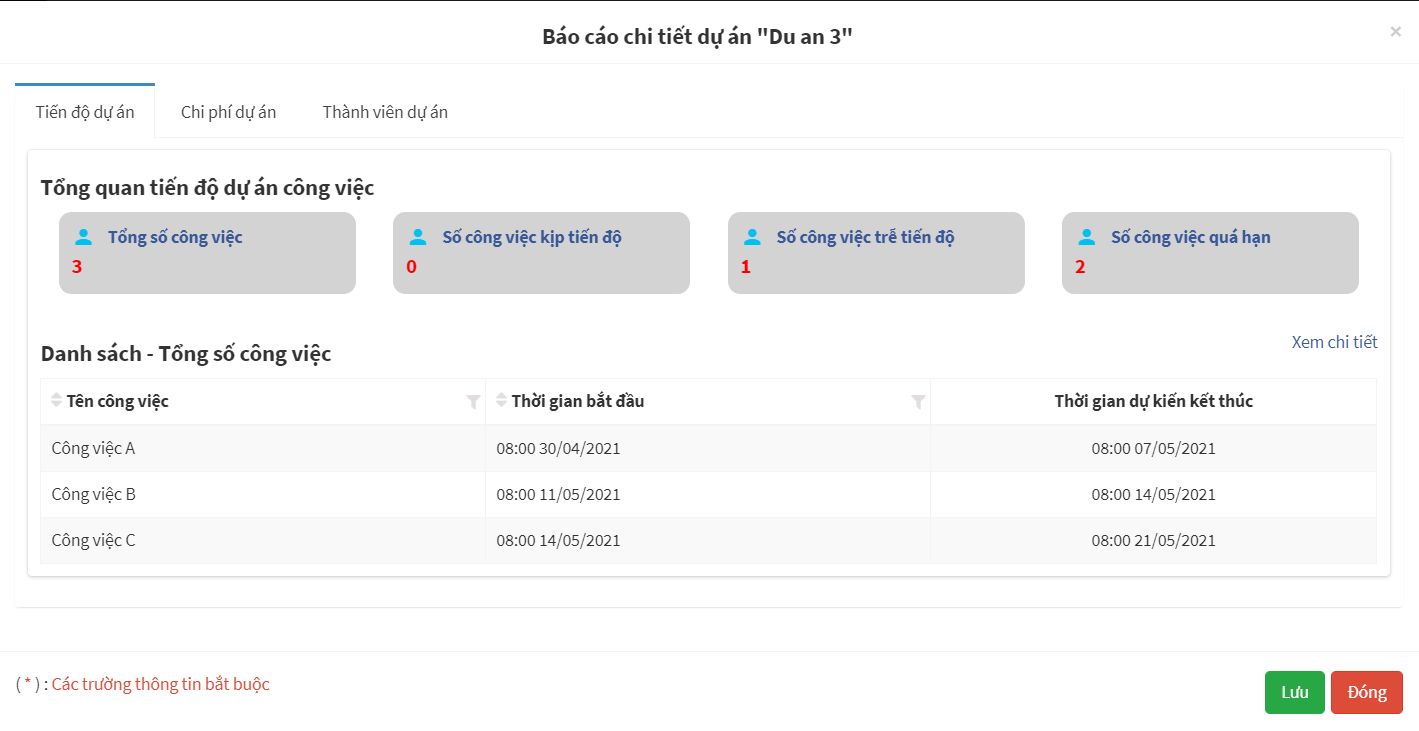 Báo cáo chi tiết dự án "Du an 3"
×
Tiến độ dự án Chi phí dự án Thành viên dự án
Tổng quan tiến độ dự án công việc
Tổng số công việc Số công việc kịp tiến độ Số công việc trễ tiến độ Số công việc quá hạn
3 0 1 2
Xem chi tiết
Danh sách - Tổng số công việc
Tên công việc Thời gian bắt đầu Thời gian dự kiến kết thúc
Công việc A 08:00 30/04/2021 08:00 07/05/2021
Công việc B 08:00 11/05/2021 08:00 14/05/2021
Công việc C 08:00 14/05/2021 08:00 21/05/2021
( * ) : Các trường thông tin bắt buộc
Lưu Đóng